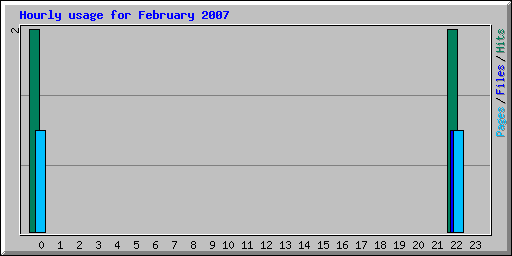 Hourly usage for February 2007
2
Pages/Files/Hits
0 1 2 3 4 5 6 7 8 9 10 11 12 13 14 15 16 17 18 19 20 21 22 23